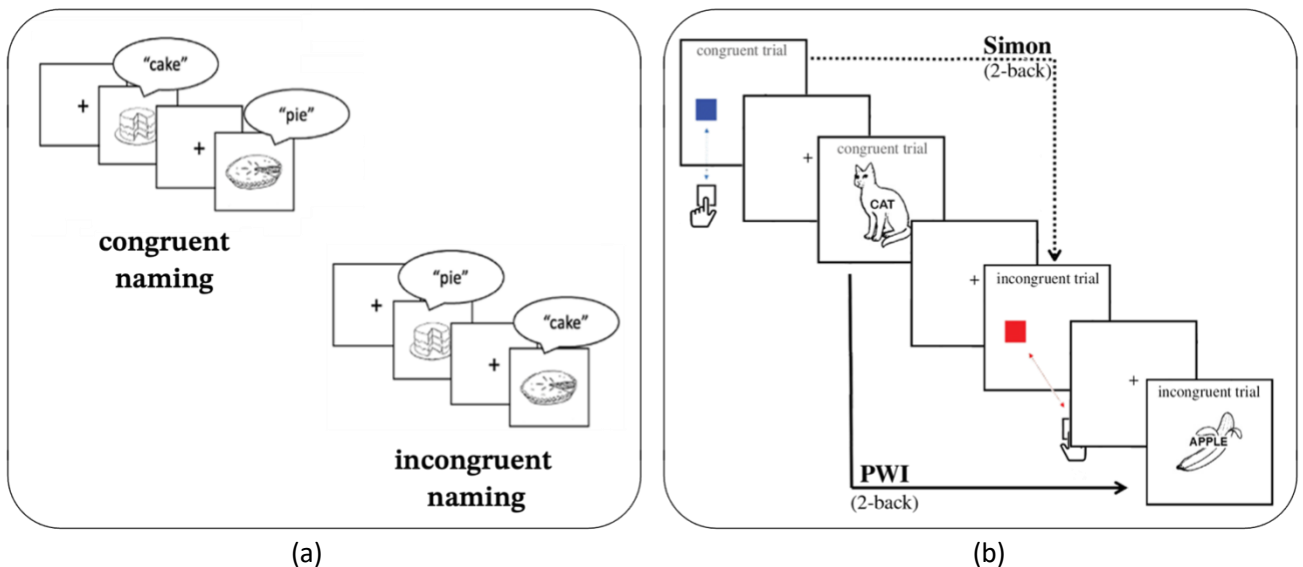 “cake”
+
“pie”
+
congruent
naming
“pie”
+
“cake”
+
incongruent
naming
(a)
congruent trial
Simon
(2-back)
+
congruent trial
CAT
+
incongruent trial
+
incongruent trial
APPLE
PWI
(2-back)
(b)